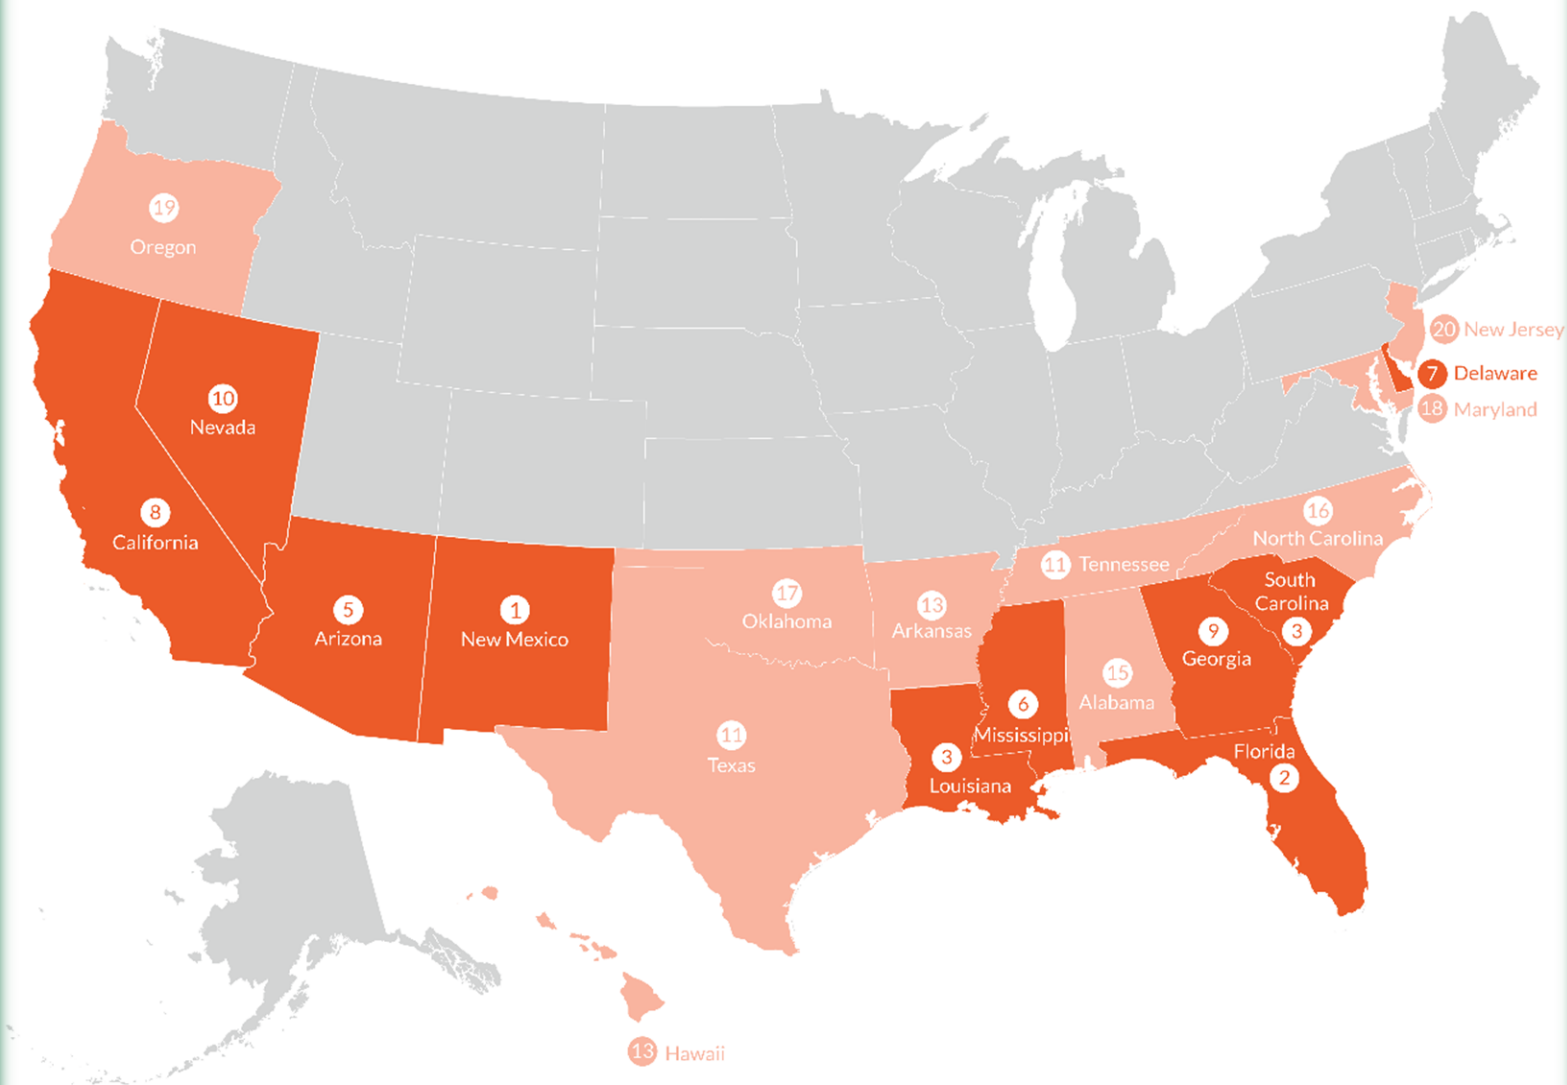 19
Oregon
20 New Jersey
7 Delaware
10
Nevada
18 Maryland
8
California
16
North Carolina
11 Tennessee
South
Carolina
3
17
Oklahoma
13
Arkansas
5
Arizona
1
New Mexico
9
Georgia
15
Alabama
6
Mississippi
11
Texas
3
Louisiana
Florida
2
13 Hawaii